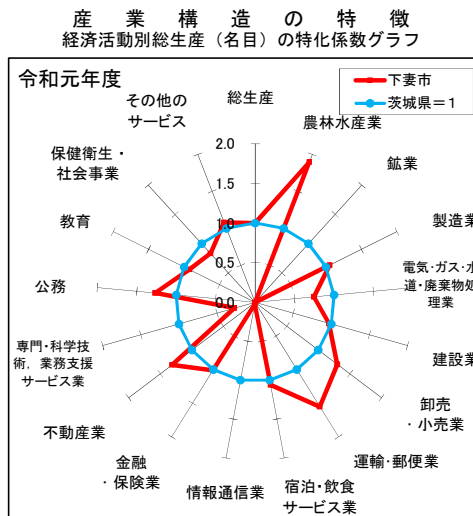 産業構造の特徴
経済活動別総生産（名目）の特化係数グラフ
令和元年度
下妻市
茨城県＝１
総生産
農林水産業
鉱業
製造業
電気・ガス・水
道・廃棄物処
理業
建設業
卸売
・小売業
運輸・郵便業
宿泊・飲食
サービス業
情報通信業
金融
・保険業
不動産業
専門・科学技
術，業務支援
サービス業
公務
教育
保健衛生・
社会事業
その他の
サービス
2.0
1.5
1.0
0.5
0.0